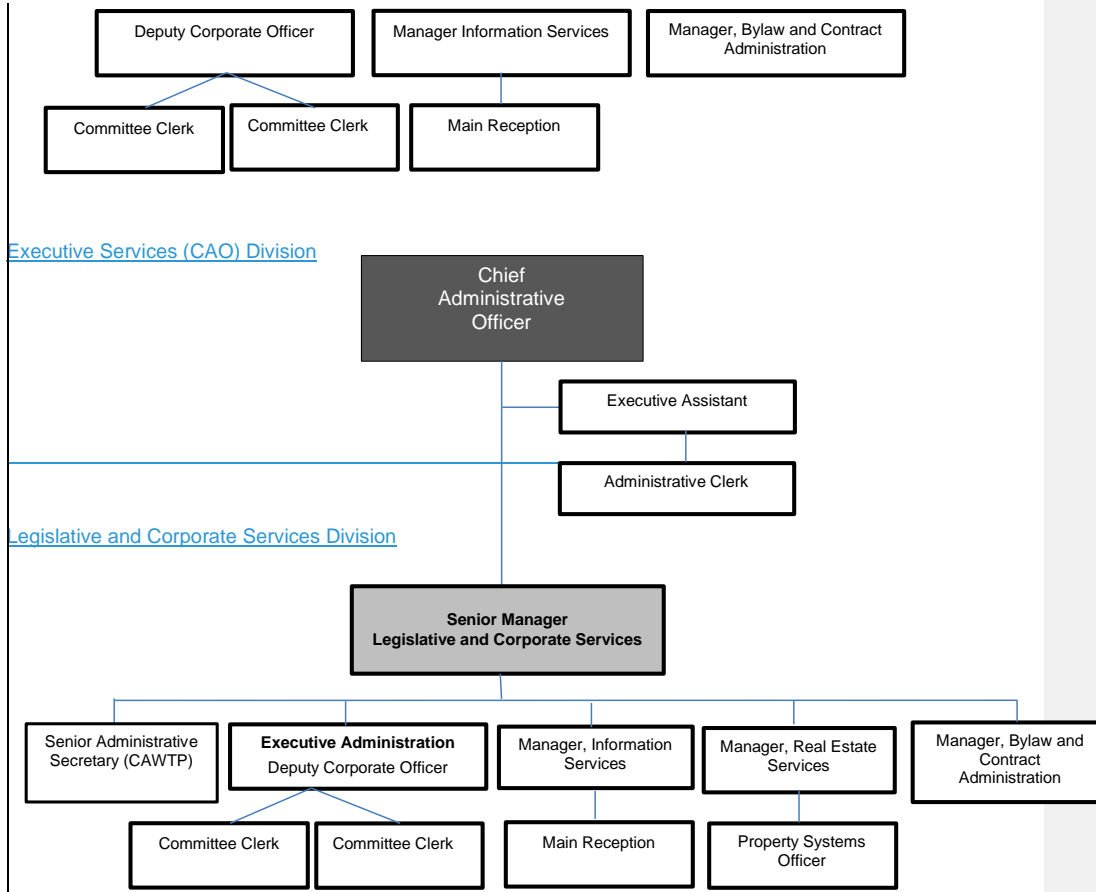 Deputy Corporate Officer
Manager Information Services
Manager, Bylaw and Contract
Administration
Committee Clerk
Committee Clerk
Main Reception
Executive Services (CAO) Division
Chief
Administrative
Officer
Executive Assistant
Administrative Clerk
Legislative and Corporate Services Division
Senior Manager
Legislative and Corporate Services
Senior Administrative
Secretary (CAWTP)
Executive Administration
Deputy Corporate Officer
Manager, Information
Services
Manager, Real Estate
Services
Manager, Bylaw and
Contract
Administration
Committee Clerk
Committee Clerk
Main Reception
Property Systems
Officer